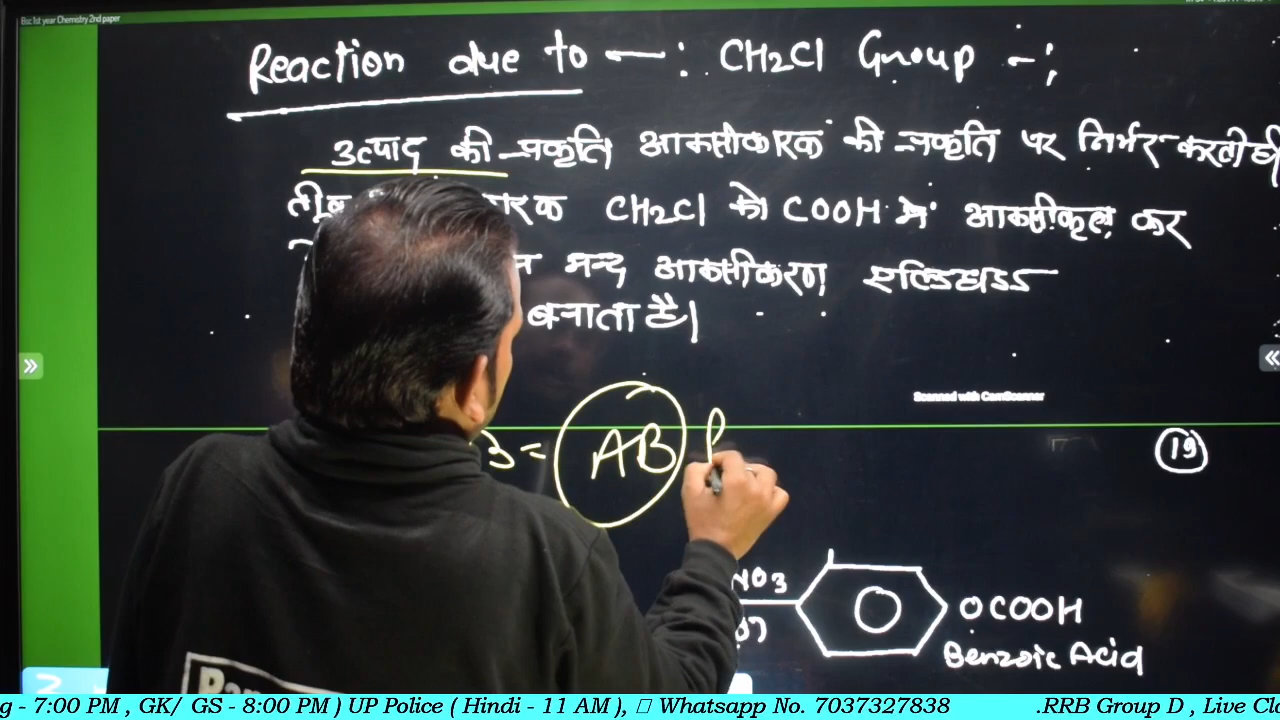 Bsc 1st year Chemistry 2nd paper
Reaction due to —: CH2Cl Group -:
उत्पाद की प्रकृति आक्सीकारक की प्रकृति पर निर्भर करती है
CH2Cl को COOH में आक्सीकृत कर
मन्द आक्सीकरण एल्डिहाइड
बनाता है।
Scanned with CamScanner
3 = AB
19
NO3
OCOOH
Benzoic Acid
g - 7:00 PM , GK/ GS - 8:00 PM ) UP Police ( Hindi - 11 AM ), Whatsapp No. 7037327838 .RRB Group D , Live Cl